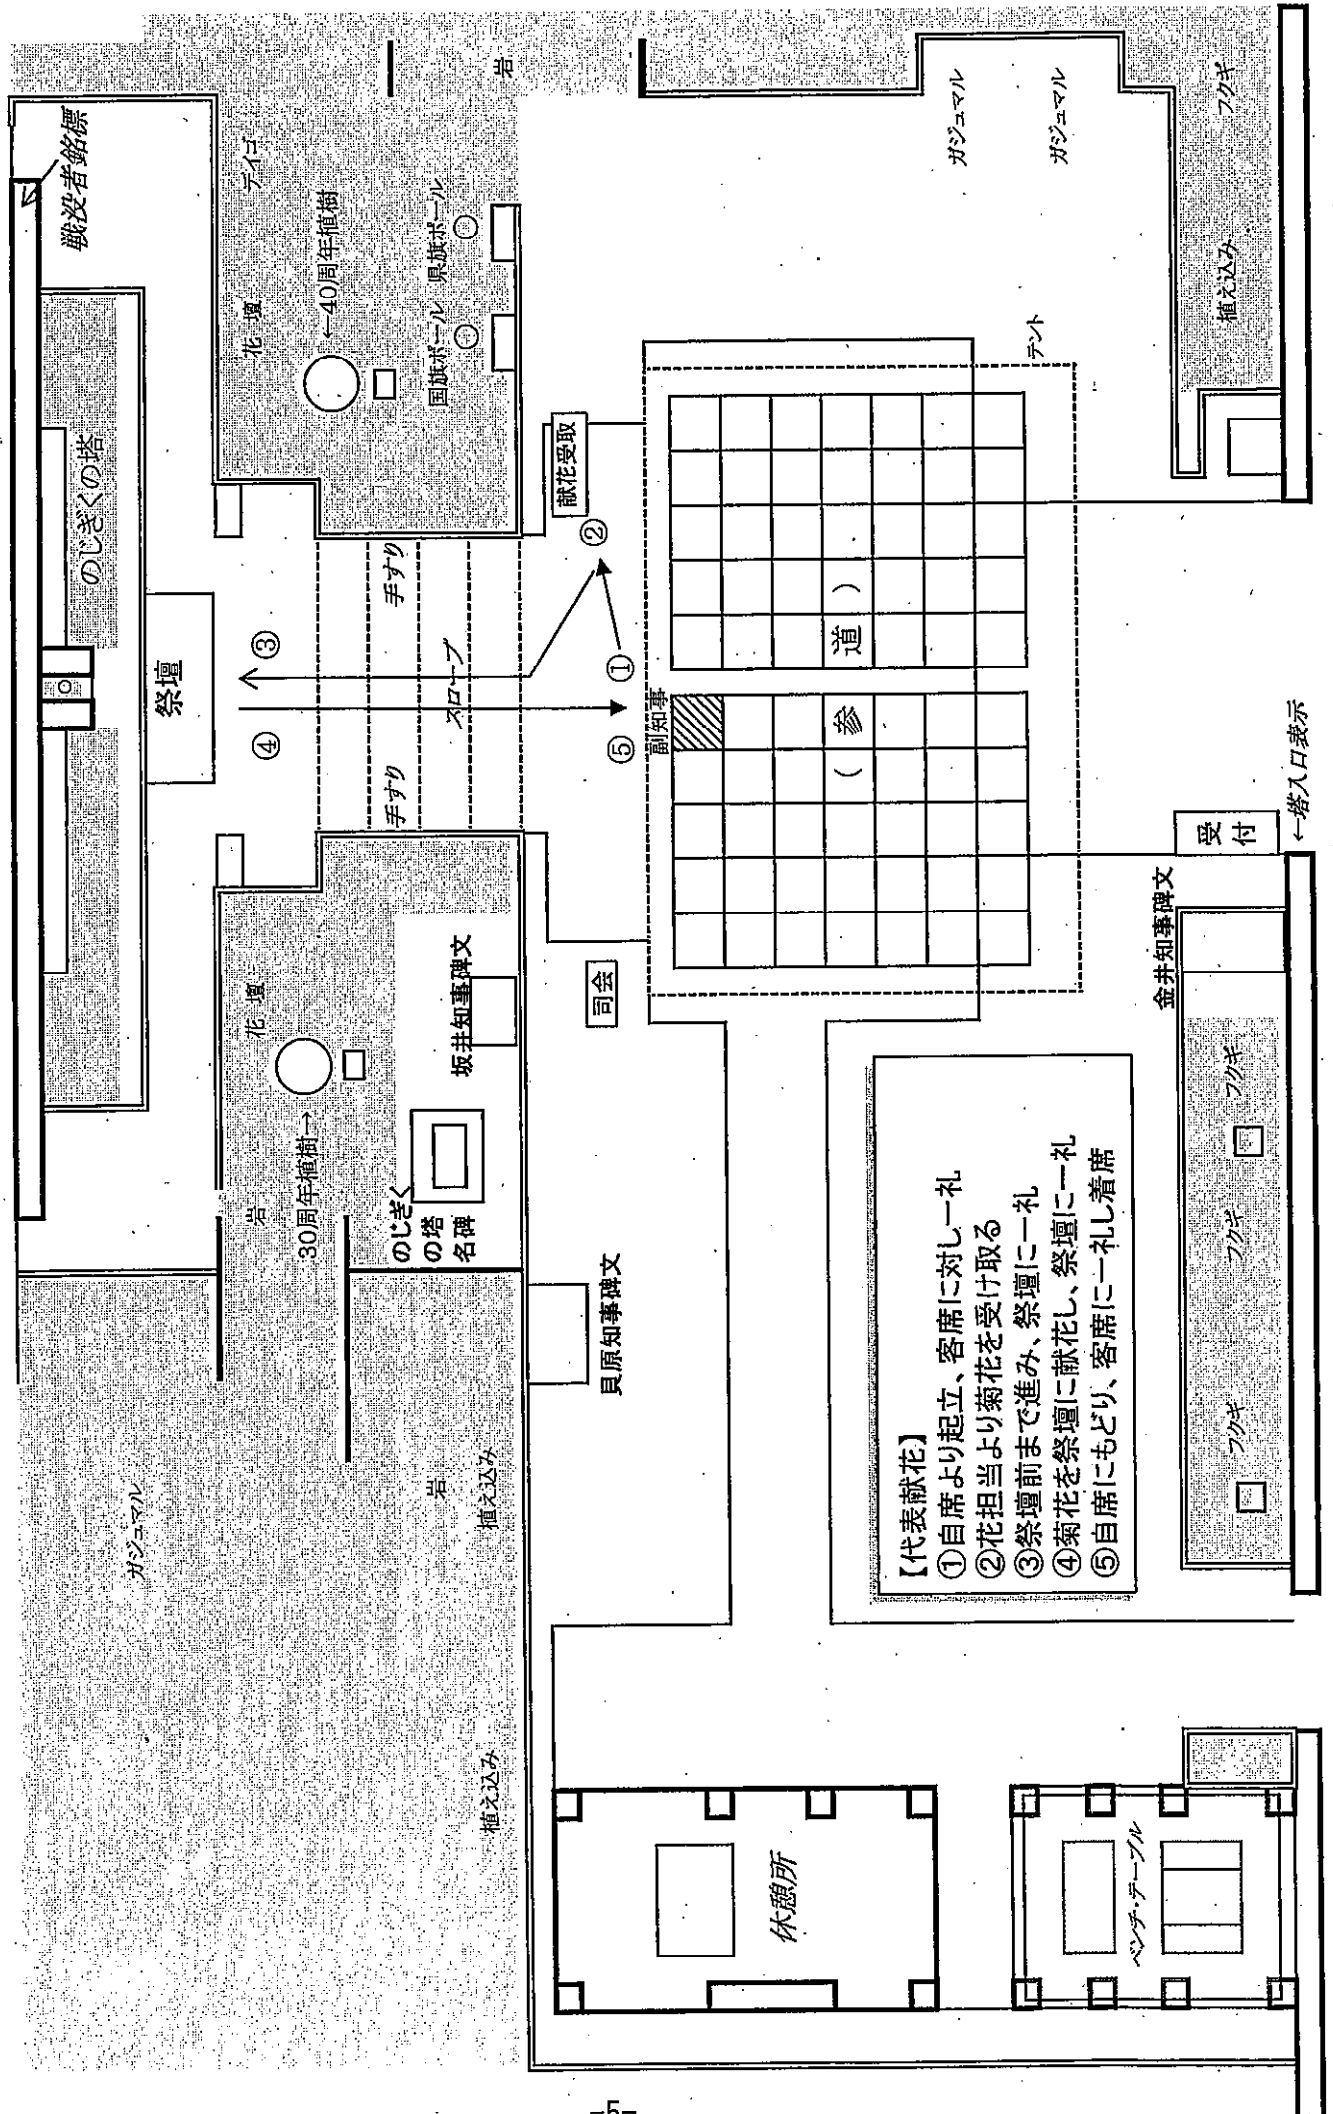 戦没者銘標
のじぎくの塔
祭壇
デイゴ
花壇
←40周年植樹
国旗ポール
県旗ポール
岩
ガジュマル
ガジュマル
フクギ
植え込み
テント
献花受取
手すり
手すり
スロープ
①
②
③
④
⑤
副知事
(参道)
花壇
岩
30周年植樹→
坂井知事碑文
のじぎく
の塔
名碑
司会
貝原知事碑文
ガジュマル
岩
植え込み
植え込み
受付
←塔入口表示
金井知事碑文
フクギ
フクギ
フクギ
【代表献花】
①自席より起立、客席に対し一礼
②花担当より菊花を受け取る
③祭壇前まで進み、祭壇に一礼
④菊花を祭壇に献花し、祭壇に一礼
⑤自席にもどり、客席に一礼し着席
休憩所
ベンチ・テーブル
-5-